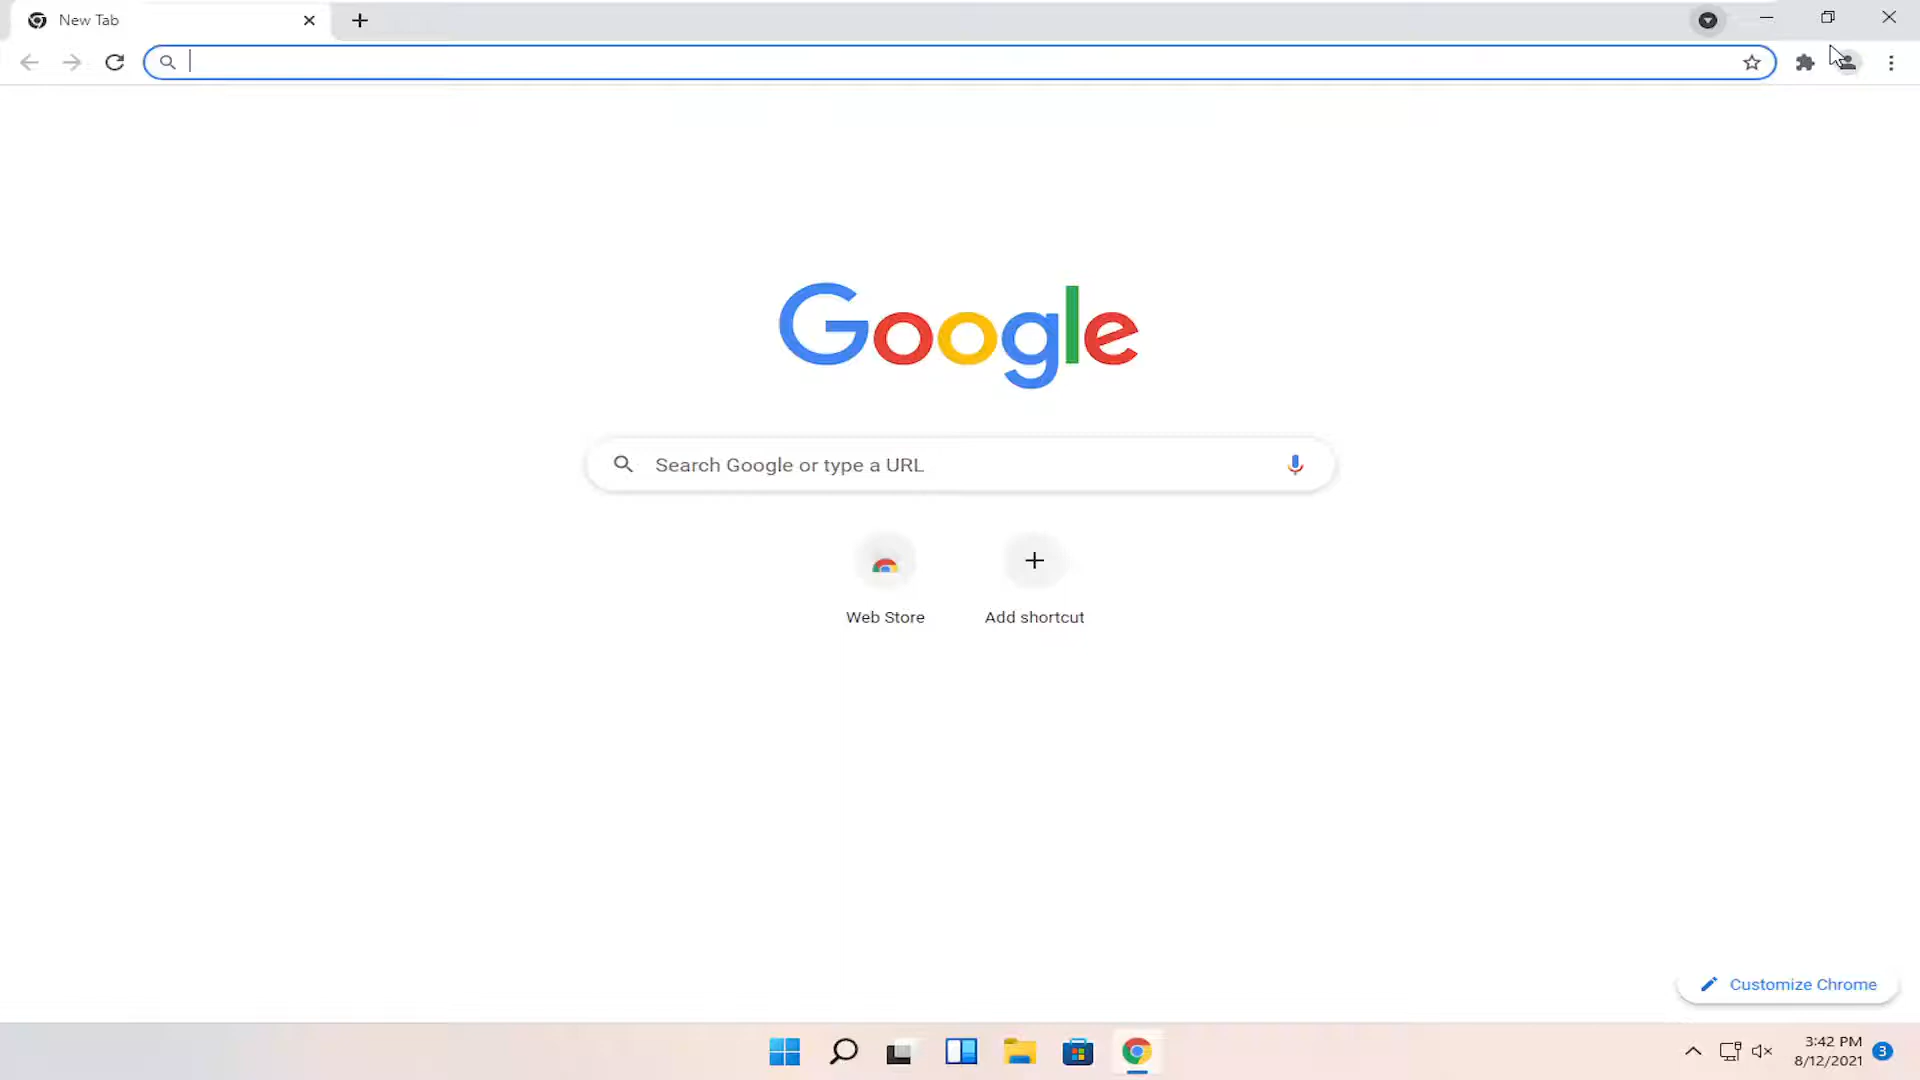 New Tab
Google
Search Google or type a URL
Web Store
Add shortcut
Customize Chrome
3:42 PM
8/12/2021
3